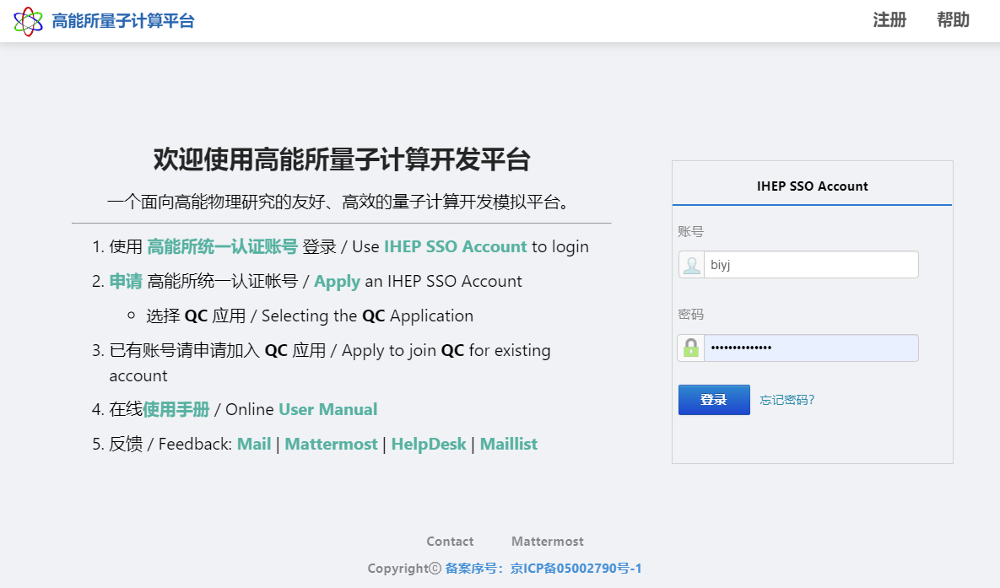 高能所量子计算平台
注册 帮助
欢迎使用高能所量子计算开发平台
一个面向高能物理研究的友好、高效的量子计算开发模拟平台。
1. 使用 高能所统一认证账号 登录 / Use IHEP SSO Account to login
2. 申请 高能所统一认证帐号 / Apply an IHEP SSO Account
选择 QC 应用 / Selecting the QC Application
3. 已有账号请申请加入 QC 应用 / Apply to join QC for existing
account
4. 在线使用手册 / Online User Manual
5. 反馈 / Feedback: Mail | Mattermost | HelpDesk | Maillist
IHEP SSO Account
账号
biyj
密码
••••••••••••••
登录 忘记密码?
Contact Mattermost
Copyrightⓒ 备案序号：京ICP备05002790号-1